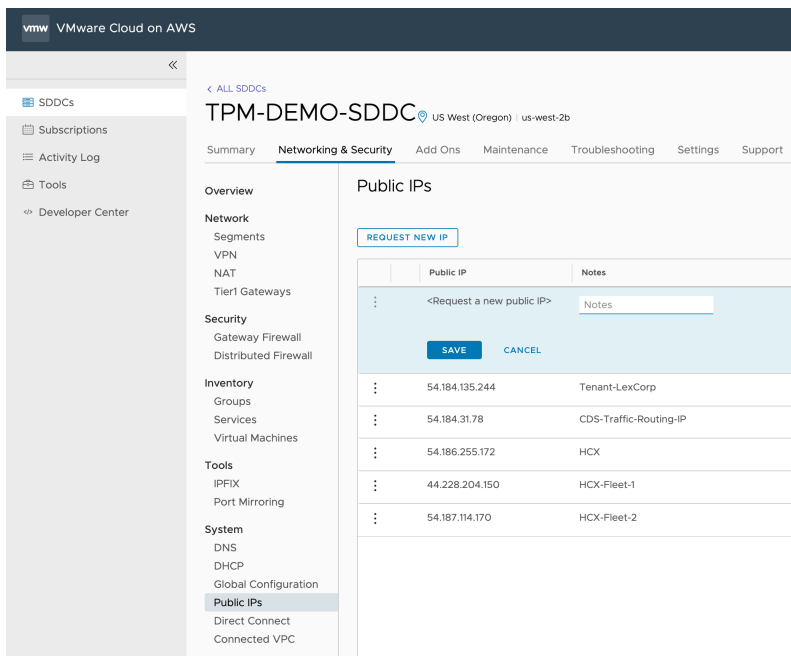 vmw VMware Cloud on AWS
SDDCs
Subscriptions
Activity Log
Tools
Developer Center
ALL SDDCs
TPM-DEMO-SDDC US West (Oregon) | us-west-2b
Summary Networking & Security Add Ons Maintenance Troubleshooting Settings Support
Overview
Network
Segments
VPN
NAT
Tier1 Gateways
Security
Gateway Firewall
Distributed Firewall
Inventory
Groups
Services
Virtual Machines
Tools
IPFIX
Port Mirroring
System
DNS
DHCP
Global Configuration
Public IPs
Direct Connect
Connected VPC
Public IPs
REQUEST NEW IP
Public IP Notes
<Request a new public IP> Notes
SAVE CANCEL
54.184.135.244 Tenant-LexCorp
54.184.31.78 CDS-Traffic-Routing-IP
54.186.255.172 HCX
44.228.204.150 HCX-Fleet-1
54.187.114.170 HCX-Fleet-2